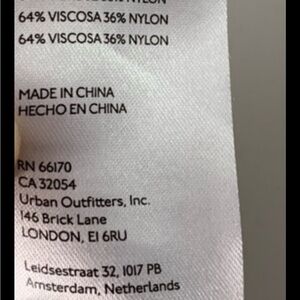 64% VISCOSA 36% NYLON
64% VISCOSA 36% NYLON
MADE IN CHINA
HECHO EN CHINA
RN 66170
CA 32054
Urban Outfitters, Inc.
146 Brick Lane
LONDON, E1 6RU
Leidsestraat 32, 1017 PB
Amsterdam, Netherlands